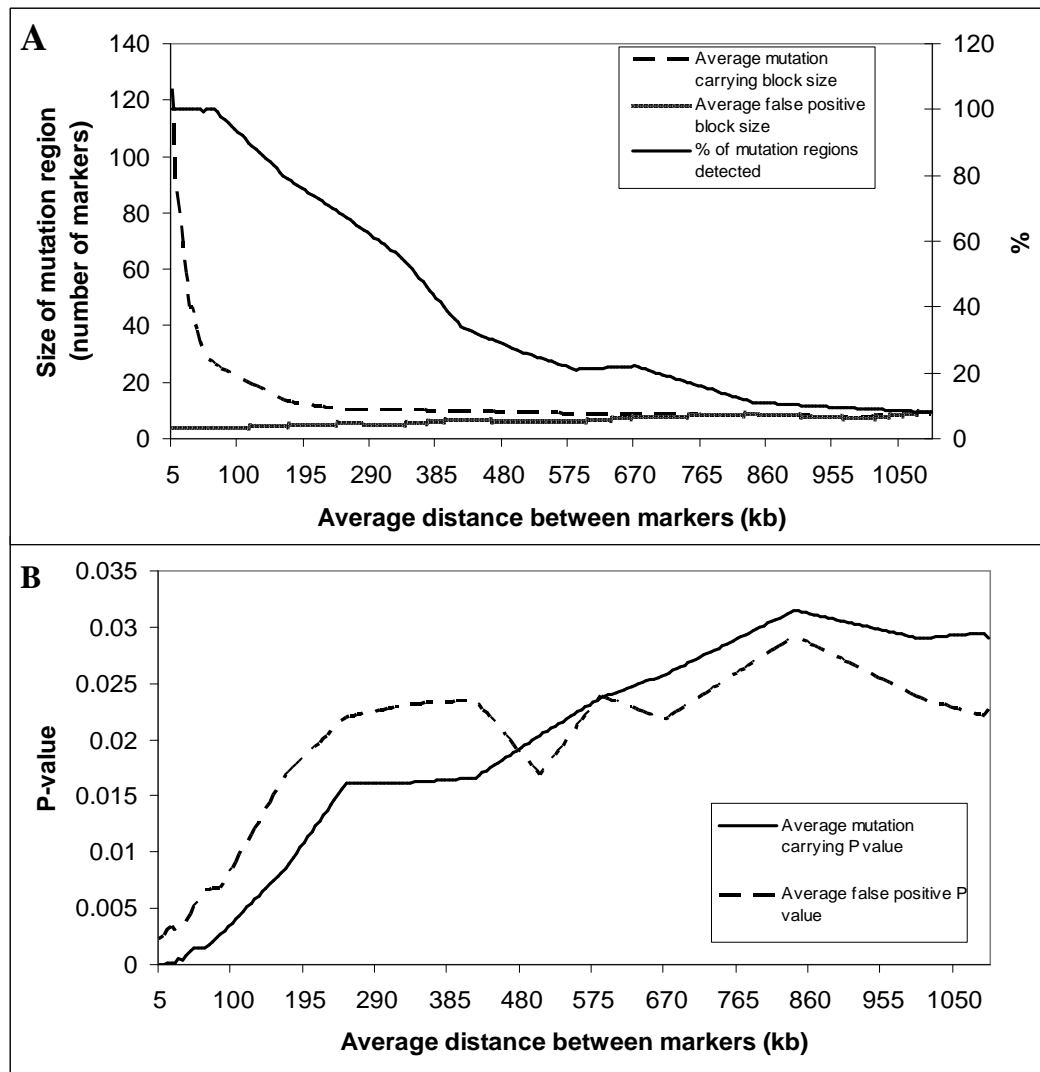 A
140
120
100
80
60
40
20
0
Size of mutation region
(number of markers)
Average mutation
carrying block size
Average false positive
block size
% of mutation regions
detected
120
100
80
60
40
20
0
%
5 100 195 290 385 480 575 670 765 860 955 1050
Average distance between markers (kb)
B
0.035
0.03
0.025
0.02
0.015
0.01
0.005
0
P-value
Average mutation
carrying P value
Average false positive P
value
5 100 195 290 385 480 575 670 765 860 955 1050
Average distance between markers (kb)